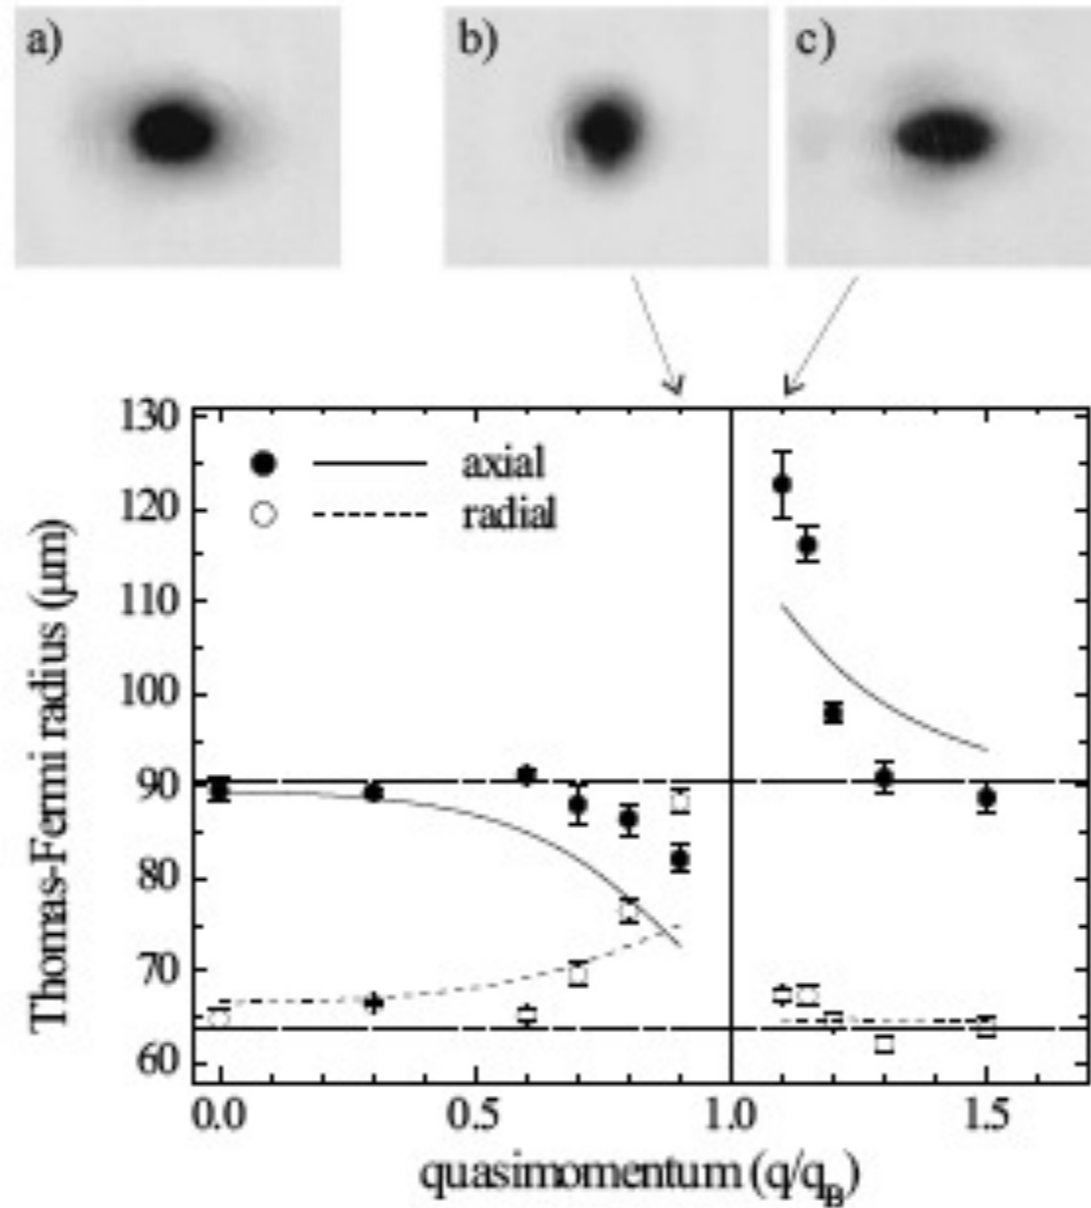 a)
b)
c)
130
120
110
100
90
80
70
60
axial
radial
Thomas-Fermi radius (μm)
0.0
0.5
1.0
1.5
quasimomentum (q/q_B)